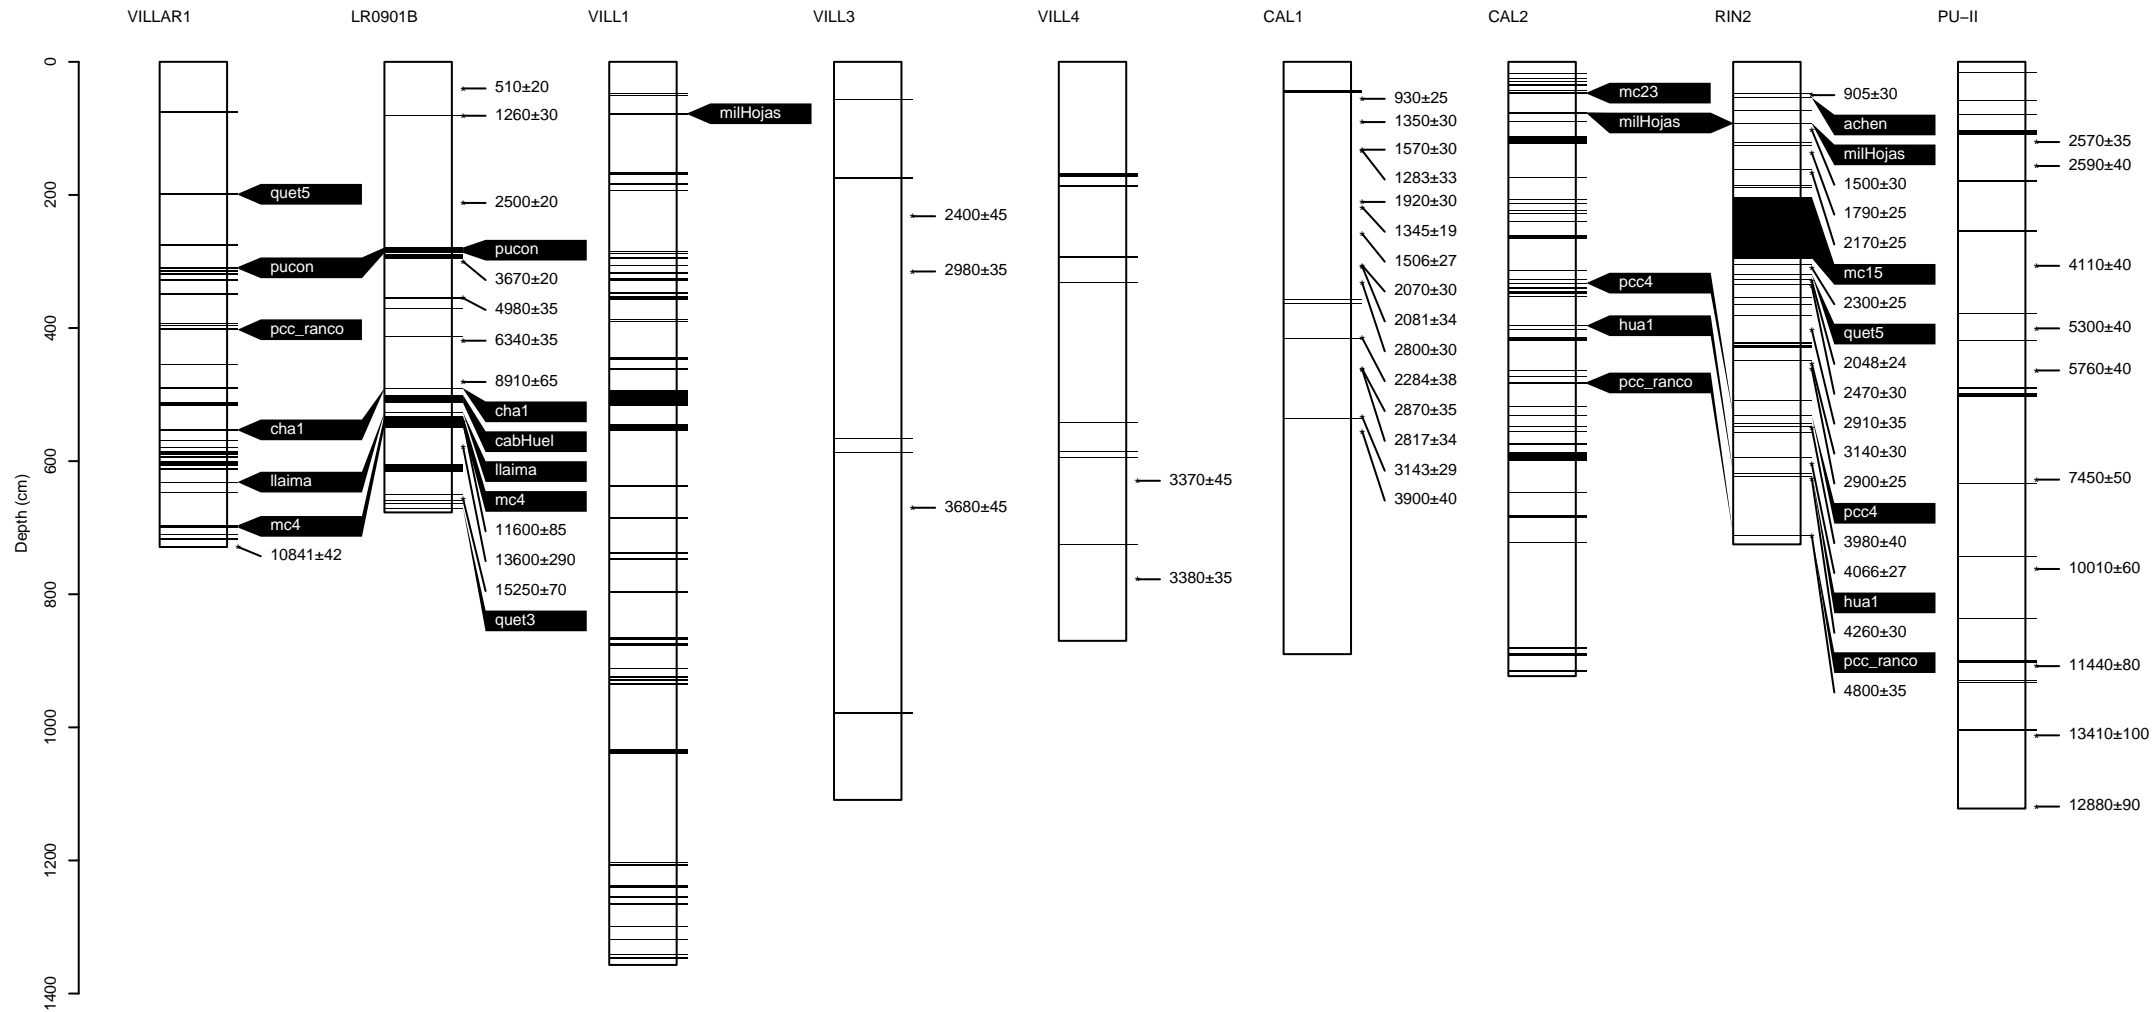 VILLAR1
LR0901B
VILL1
VILL3
VILL4
CAL1
CAL2
RIN2
PU−II
Depth (cm)
0
200
400
600
800
1000
1200
1400
quet5
pucon
pcc_ranco
cha1
llaima
mc4
10841±42
510±20
1260±30
2500±20
pucon
3670±20
4980±35
6340±35
8910±65
cha1
cabHuel
llaima
mc4
11600±85
13600±290
15250±70
quet3
milHojas
2400±45
2980±35
3680±45
3370±45
3380±35
930±25
1350±30
1570±30
1283±33
1920±30
1345±19
1506±27
2070±30
2081±34
2800±30
2284±38
2870±35
2817±34
3143±29
3900±40
mc23
milHojas
pcc4
hua1
pcc_ranco
905±30
achen
milHojas
1500±30
1790±25
2170±25
mc15
2300±25
quet5
2048±24
2470±30
2910±35
3140±30
2900±25
pcc4
3980±40
4066±27
hua1
4260±30
pcc_ranco
4800±35
2570±35
2590±40
4110±40
5300±40
5760±40
7450±50
10010±60
11440±80
13410±100
12880±90